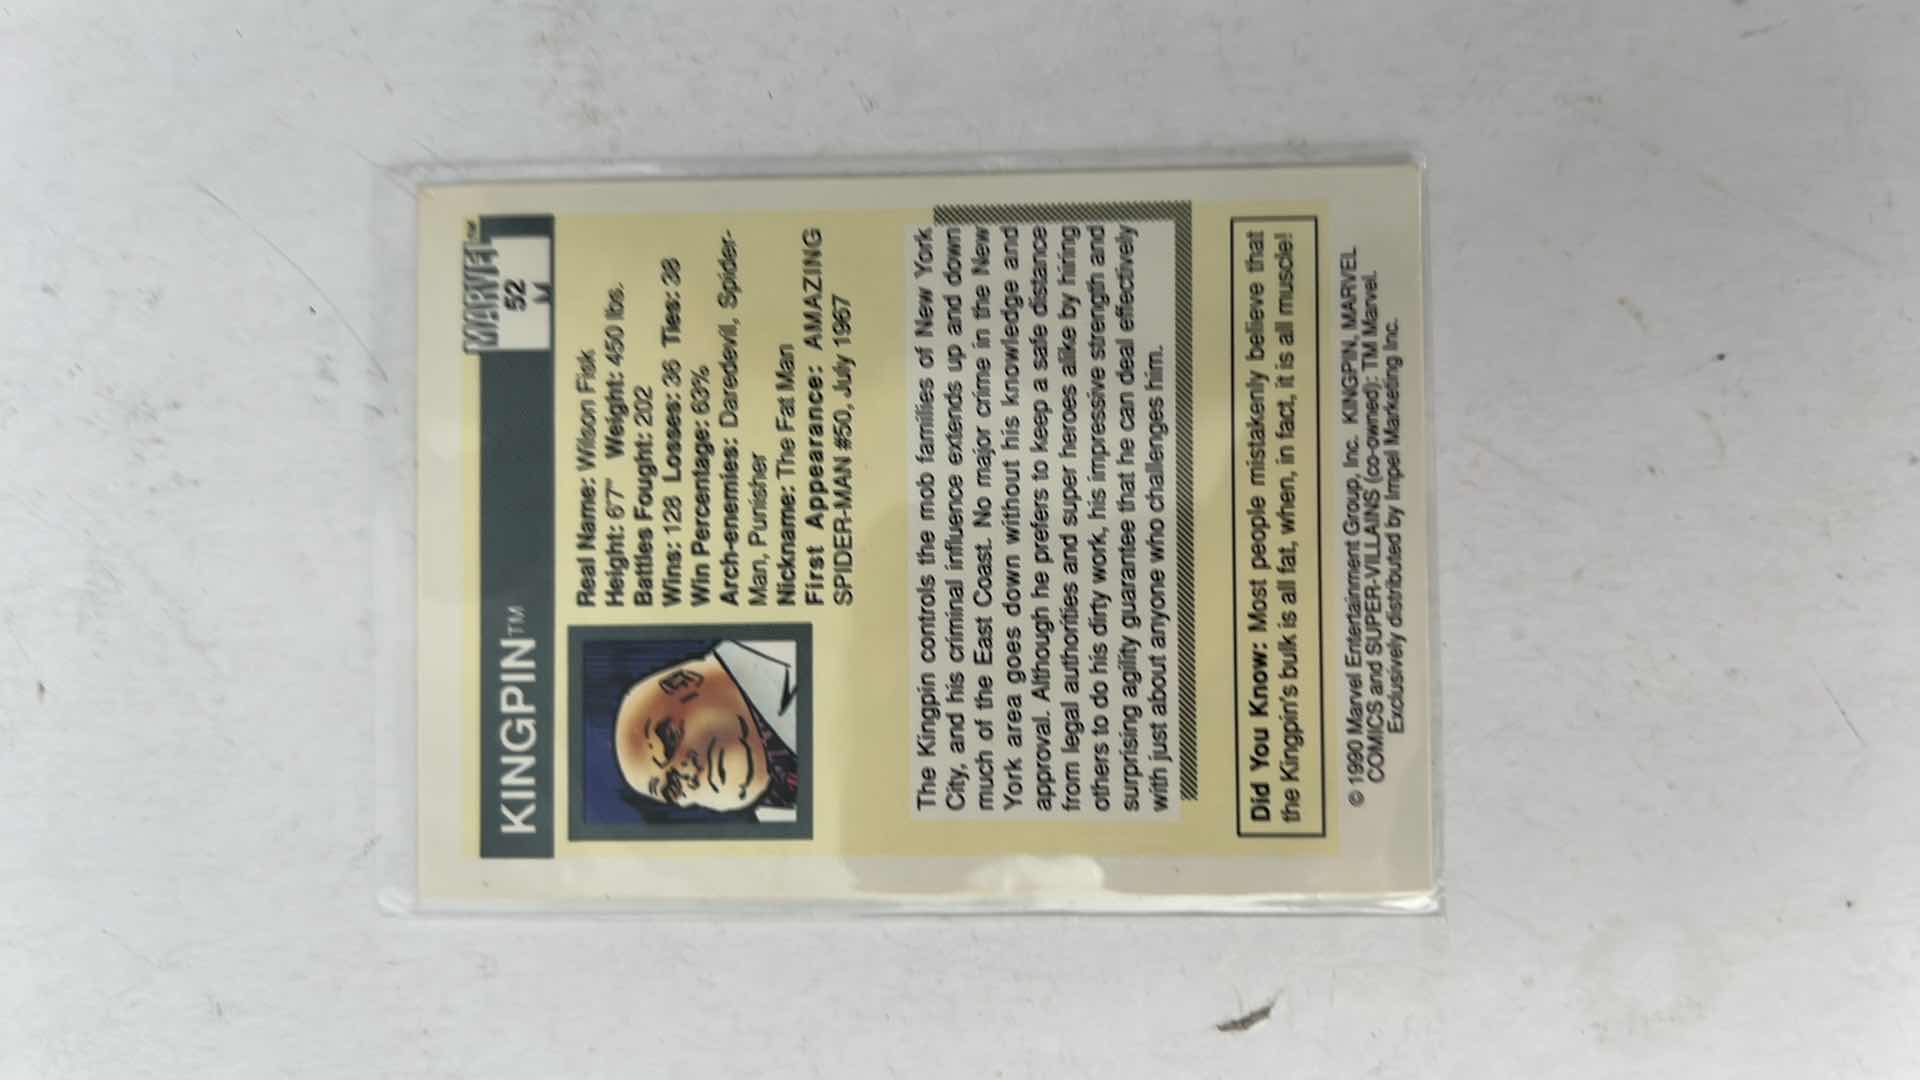 MARVEL™
KINGPIN™
52
Real Name: Wilson Fisk
Height: 6'7" Weight: 450 lbs.
Battles Fought: 202
Wins: 128 Losses: 36 Ties: 38
Win Percentage: 63%
Arch-enemies: Daredevil, Spider-
Man, Punisher
Nickname: The Fat Man
First Appearance: AMAZING
SPIDER-MAN #50, July 1967
The Kingpin controls the mob families of New York
City, and his criminal influence extends up and down
much of the East Coast. No major crime in the New
York area goes down without his knowledge and
approval. Although he prefers to keep a safe distance
from legal authorities and super heroes alike by hiring
others to do his dirty work, his impressive strength and
surprising agility guarantee that he can deal effectively
with just about anyone who challenges him.
Did You Know: Most people mistakenly believe that
the Kingpin's bulk is all fat, when, in fact, it is all muscle!
© 1990 Marvel Entertainment Group, Inc. KINGPIN, MARVEL
COMICS and SUPER-VILLAINS (co-owned): TM Marvel.
Exclusively distributed by Impel Marketing Inc.